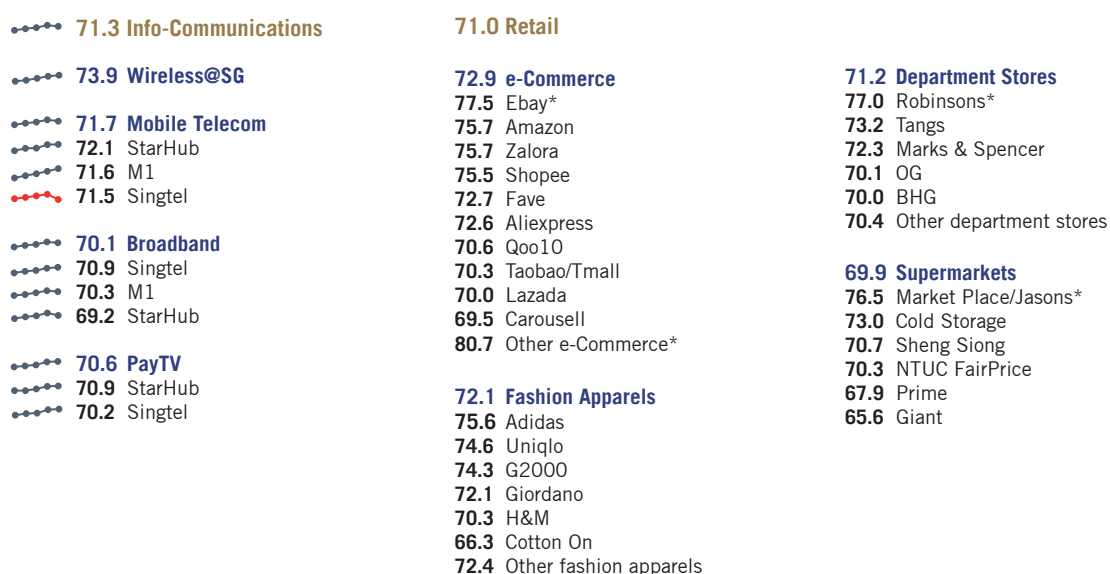 71.3 Info-Communications
73.9 Wireless@SG
71.7 Mobile Telecom
72.1 StarHub
71.6 M1
71.5 Singtel
70.1 Broadband
70.9 Singtel
70.3 M1
69.2 StarHub
70.6 PayTV
70.9 StarHub
70.2 Singtel
71.0 Retail
72.9 e-Commerce
77.5 Ebay*
75.7 Amazon
75.7 Zalora
75.5 Shopee
72.7 Fave
72.6 Aliexpress
70.6 Qoo10
70.3 Taobao/Tmall
70.0 Lazada
69.5 Carousell
80.7 Other e-Commerce*
72.1 Fashion Apparels
75.6 Adidas
74.6 Uniqlo
74.3 G2000
72.1 Giordano
70.3 H&M
66.3 Cotton On
72.4 Other fashion apparels
71.2 Department Stores
77.0 Robinsons*
73.2 Tangs
72.3 Marks & Spencer
70.1 OG
70.0 BHG
70.4 Other department stores
69.9 Supermarkets
76.5 Market Place/Jasons*
73.0 Cold Storage
70.7 Sheng Siong
70.3 NTUC FairPrice
67.9 Prime
65.6 Giant